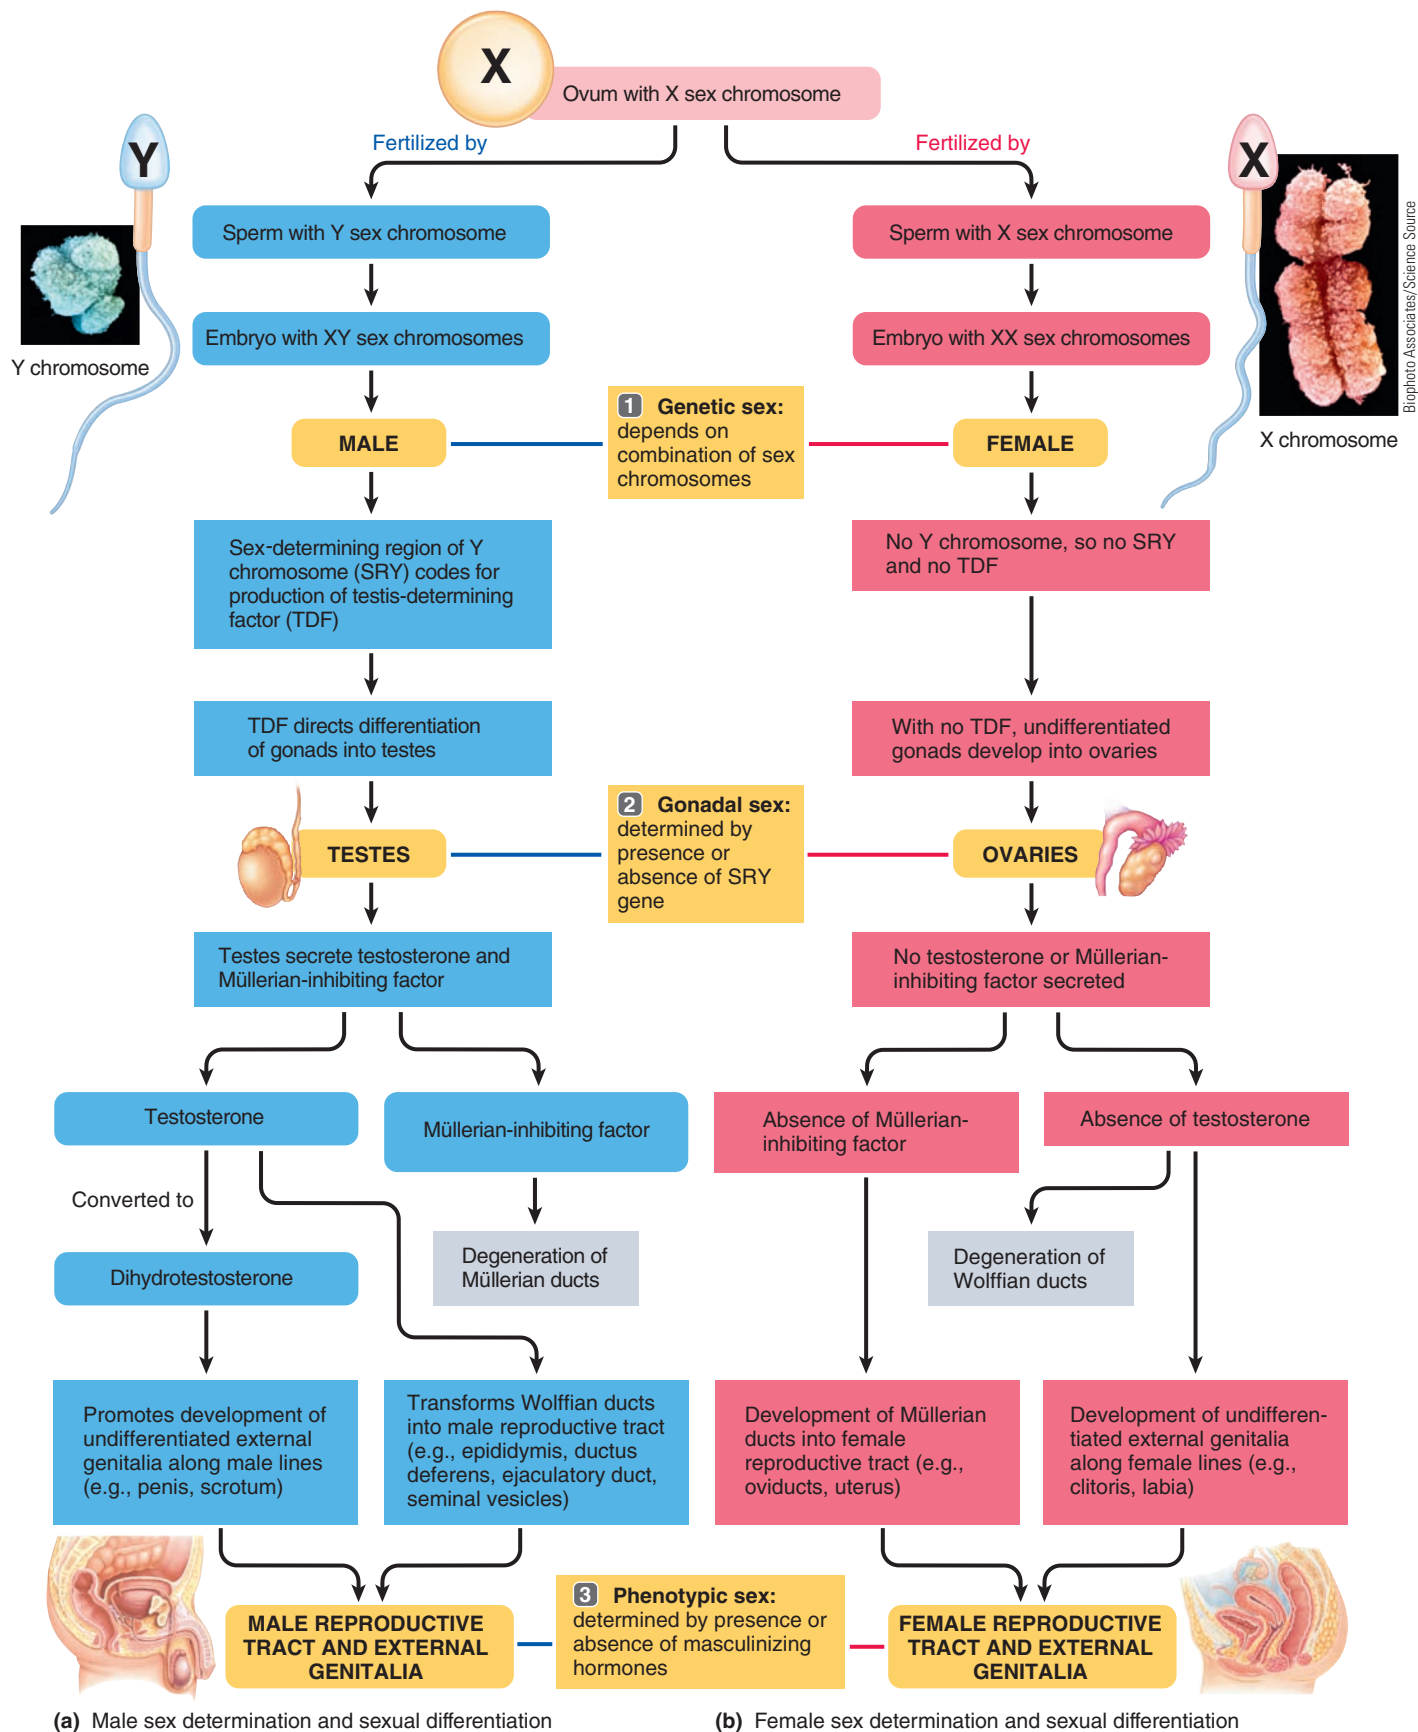 X
Ovum with X sex chromosome
Fertilized by
Fertilized by
Y
X
Sperm with Y sex chromosome
Sperm with X sex chromosome
Embryo with XY sex chromosomes
Embryo with XX sex chromosomes
Y chromosome
X chromosome
Biophoto Associates/Science Source
1 Genetic sex:
depends on
combination of sex
chromosomes
MALE
FEMALE
Sex-determining region of Y
chromosome (SRY) codes for
production of testis-determining
factor (TDF)
No Y chromosome, so no SRY
and no TDF
TDF directs differentiation
of gonads into testes
With no TDF, undifferentiated
gonads develop into ovaries
2 Gonadal sex:
determined by
presence or
absence of SRY
gene
TESTES
OVARIES
Testes secrete testosterone and
Müllerian-inhibiting factor
No testosterone or Müllerian-
inhibiting factor secreted
Testosterone
Müllerian-inhibiting factor
Absence of Müllerian-
inhibiting factor
Absence of testosterone
Converted to
Dihydrotestosterone
Degeneration of
Müllerian ducts
Degeneration of
Wolffian ducts
Promotes development of
undifferentiated external
genitalia along male lines
(e.g., penis, scrotum)
Transforms Wolffian ducts
into male reproductive tract
(e.g., epididymis, ductus
deferens, ejaculatory duct,
seminal vesicles)
Development of Müllerian
ducts into female
reproductive tract (e.g.,
oviducts, uterus)
Development of undifferen-
tiated external genitalia
along female lines (e.g.,
clitoris, labia)
MALE REPRODUCTIVE
TRACT AND EXTERNAL
GENITALIA
3 Phenotypic sex:
determined by presence or
absence of masculinizing
hormones
FEMALE REPRODUCTIVE
TRACT AND EXTERNAL
GENITALIA
(a) Male sex determination and sexual differentiation
(b) Female sex determination and sexual differentiation